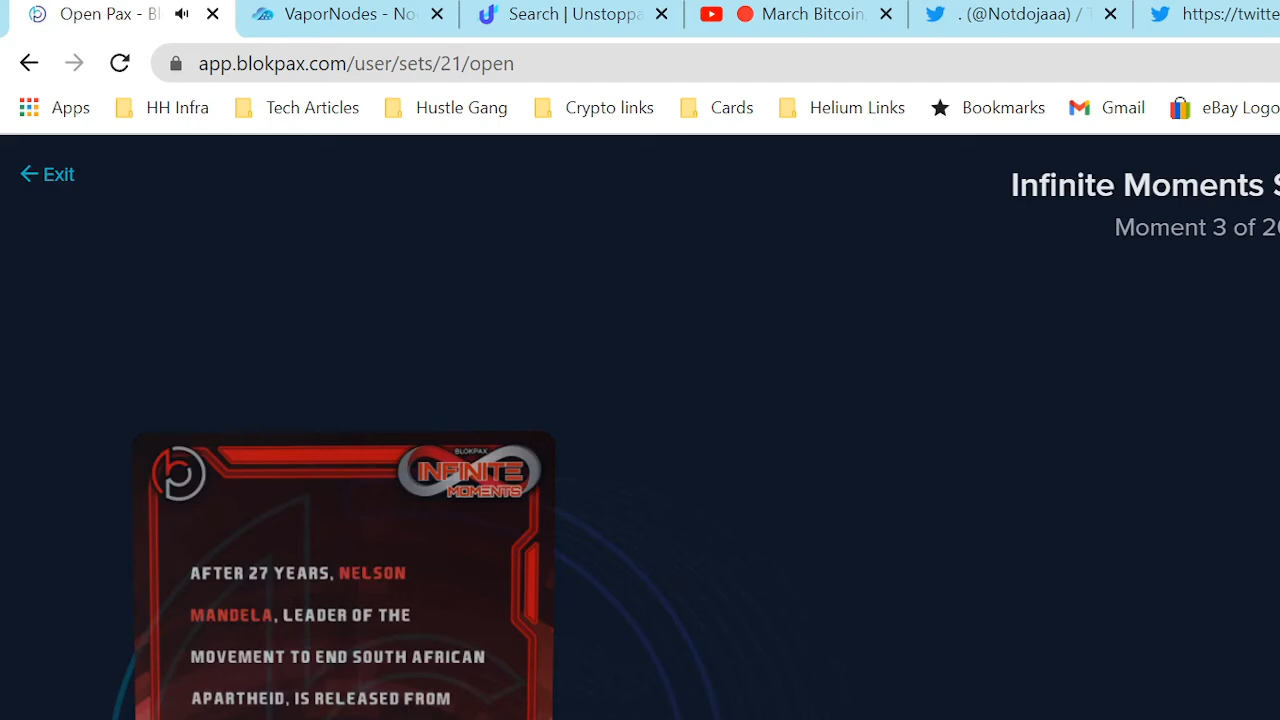 Open Pax - Bl
VaporNodes - No
Search | Unstoppa
March Bitcoin
. (@Notdojaaa) / T
https://twitte
app.blokpax.com/user/sets/21/open
Apps
HH Infra
Tech Articles
Hustle Gang
Crypto links
Cards
Helium Links
Bookmarks
Gmail
eBay Logo
Exit
Infinite Moments S
Moment 3 of 20
BLOKPAX
INFINITE
MOMENTS
AFTER 27 YEARS, NELSON
MANDELA, LEADER OF THE
MOVEMENT TO END SOUTH AFRICAN
APARTHEID, IS RELEASED FROM